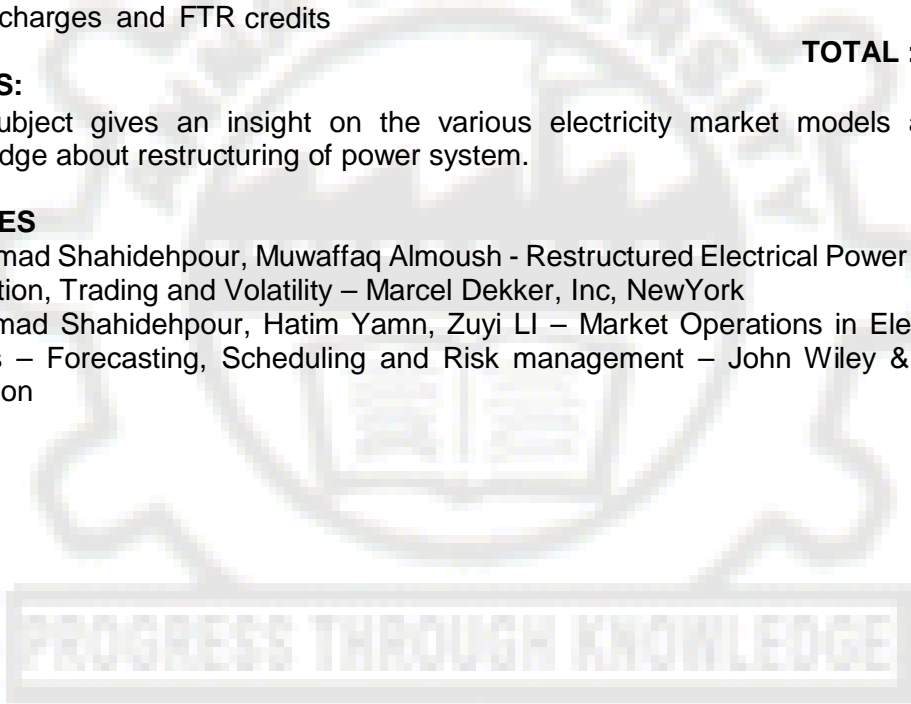 charges and FTR credits
TOTAL :
S:
ubject gives an insight on the various electricity market models a
dge about restructuring of power system.
ES
mad Shahidehpour, Muwaffaq Almoush - Restructured Electrical Power
tion, Trading and Volatility – Marcel Dekker, Inc, NewYork
mad Shahidehpour, Hatim Yamn, Zuyi LI – Market Operations in Ele
s – Forecasting, Scheduling and Risk management – John Wiley &
on
PROGRESS THROUGH KNOWLEDGE